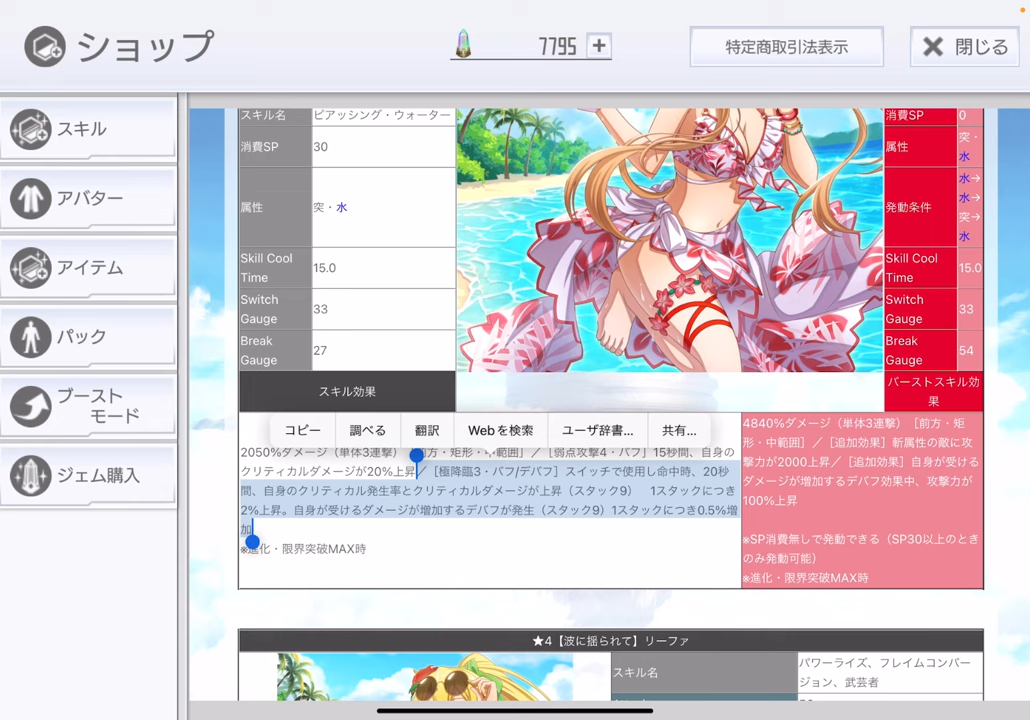 ショップ
7795
特定商取引法表示
閉じる
スキル
アバター
アイテム
パック
ブースト
モード
ジェム購入
スキル名
ピアッシング・ウォーター
消費SP
30
属性
突・水
Skill Cool
Time
15.0
Switch
Gauge
33
Break
Gauge
27
スキル効果
消費SP
0
属性
突・
水
発動条件
水→
水→
突→
水
Skill Cool
Time
15.0
Switch
Gauge
33
Break
Gauge
54
バーストスキル効
果
コピー
調べる
翻訳
Webを検索
ユーザ辞書...
共有...
2050%ダメージ（単体3連撃）［前方・矩形・中範囲］／［弱点攻撃4・バフ］15秒間、自身の
クリティカルダメージが20%上昇／［極降臨3・バフ/デバフ］スイッチで使用し命中時、20秒
間、自身のクリティカル発生率とクリティカルダメージが上昇（スタック9） 1スタックにつき
2%上昇。自身が受けるダメージが増加するデバフが発生（スタック9）1スタックにつき0.5%増
加
※進化・限界突破MAX時
4840%ダメージ（単体3連撃）［前方・矩
形・中範囲］／［追加効果］斬属性の敵に攻
撃力が2000上昇／［追加効果］自身が受ける
ダメージが増加するデバフ効果中、攻撃力が
100%上昇
※SP消費無しで発動できる（SP30以上のとき
のみ発動可能）
※進化・限界突破MAX時
★4【波に揺られて】リーファ
スキル名
パワーライズ、フレイムコンバー
ジョン、武芸者